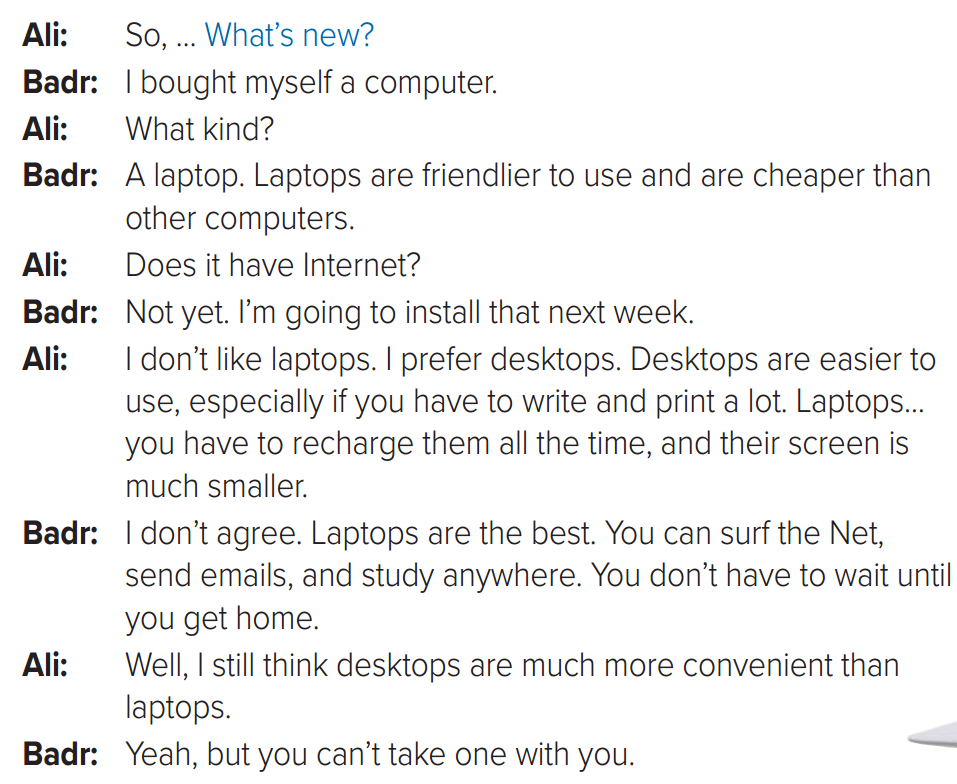 Ali: So, ... What’s new?
Badr: I bought myself a computer.
Ali: What kind?
Badr: A laptop. Laptops are friendlier to use and are cheaper than
other computers.
Ali: Does it have Internet?
Badr: Not yet. I’m going to install that next week.
Ali: I don’t like laptops. I prefer desktops. Desktops are easier to
use, especially if you have to write and print a lot. Laptops...
you have to recharge them all the time, and their screen is
much smaller.
Badr: I don’t agree. Laptops are the best. You can surf the Net,
send emails, and study anywhere. You don’t have to wait until
you get home.
Ali: Well, I still think desktops are much more convenient than
laptops.
Badr: Yeah, but you can’t take one with you.